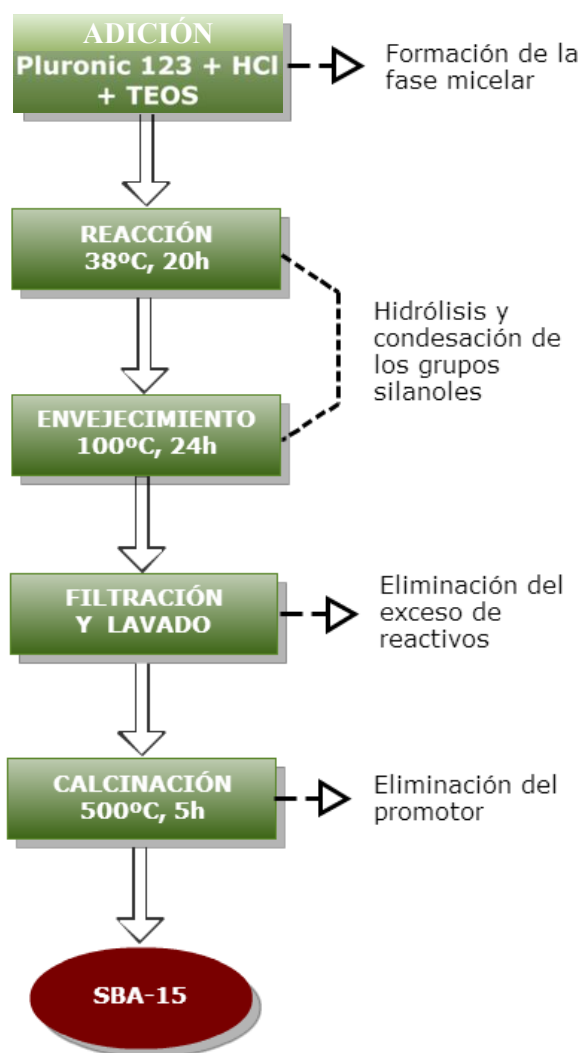 ADICIÓN
Pluronic 123 + HCl
+ TEOS
Formación de la
fase micelar
REACCIÓN
38ºC, 20h
Hidrólisis y
condesación de
los grupos
silanoles
ENVEJECIMIENTO
100ºC, 24h
FILTRACIÓN
Y LAVADO
Eliminación del
exceso de
reactivos
CALCINACIÓN
500ºC, 5h
Eliminación del
promotor
SBA-15